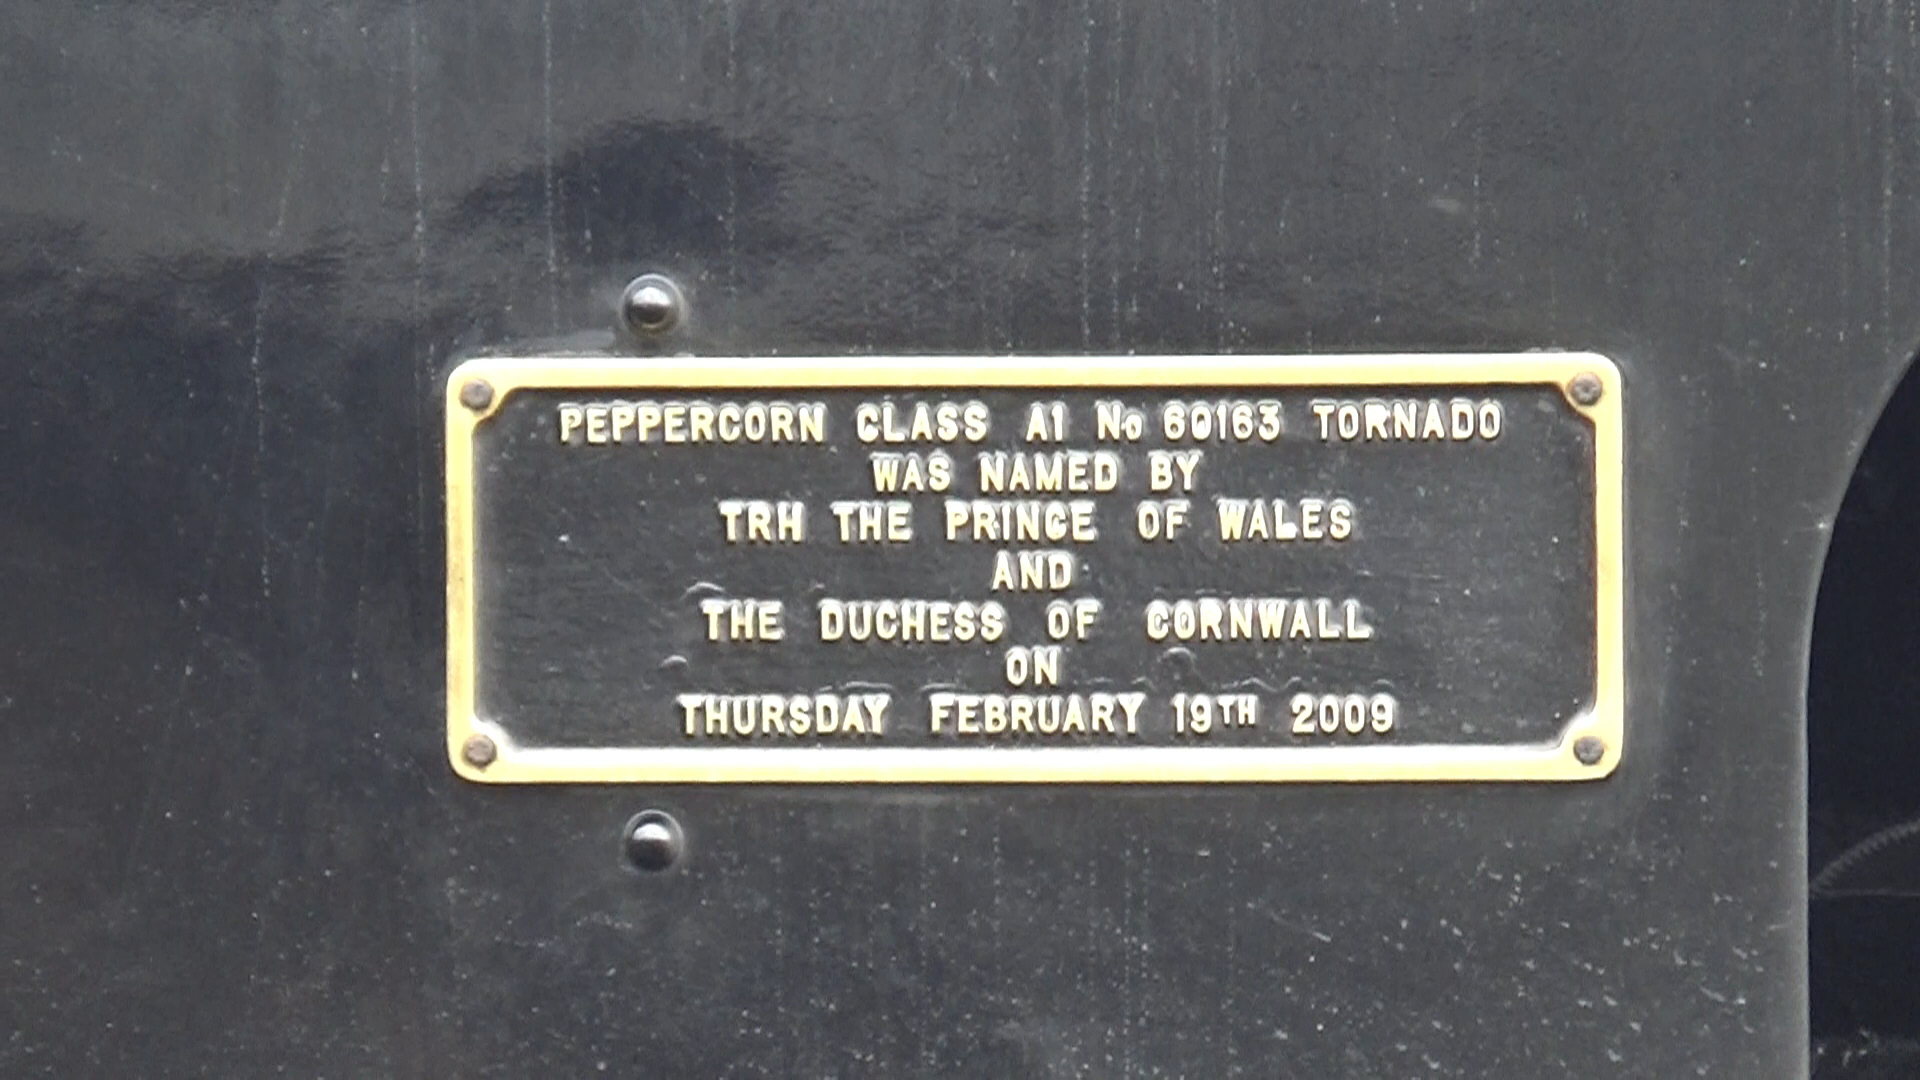 PEPPERCORN CLASS A1 No 60163 TORNADO
WAS NAMED BY
TRH THE PRINCE OF WALES
AND
THE DUCHESS OF CORNWALL
ON
THURSDAY FEBRUARY 19TH 2009